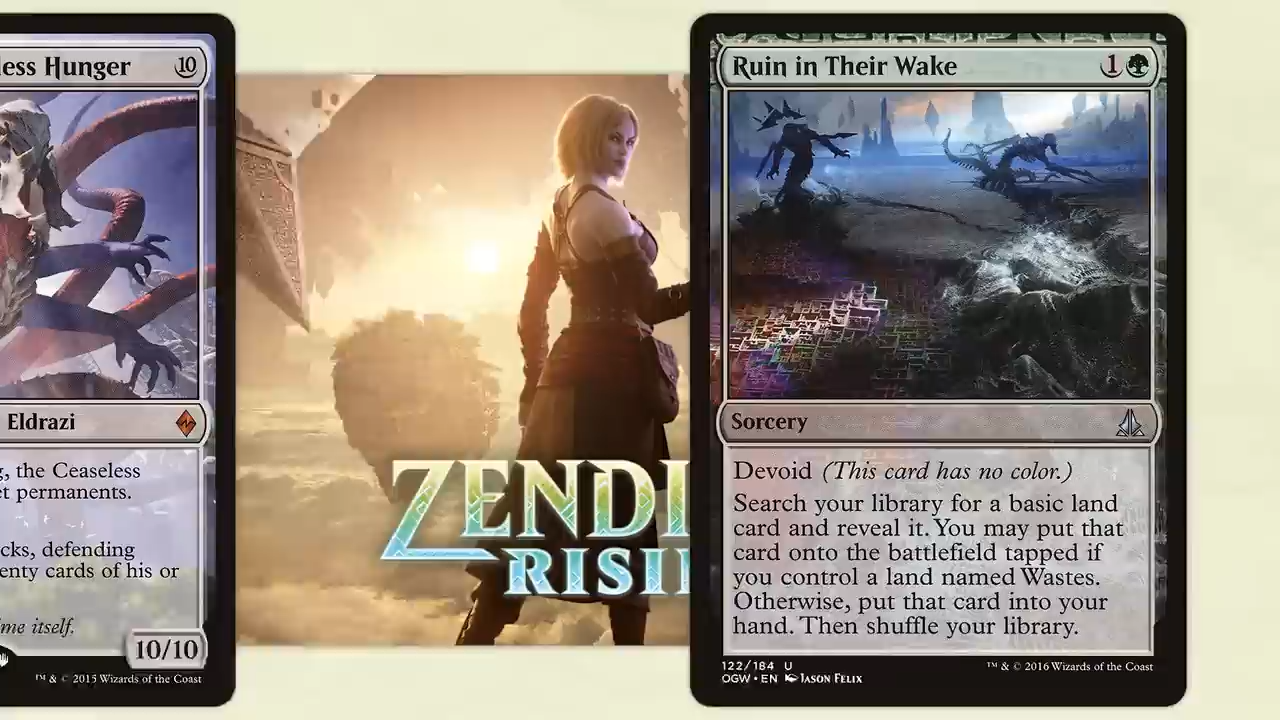 less Hunger 10
Eldrazi
g, the Ceaseless
et permanents.
cks, defending
enty cards of his or
me itself.
10/10
™ & © 2015 Wizards of the Coast
ZENDI
RISI
Ruin in Their Wake 1
Sorcery
Devoid (This card has no color.)
Search your library for a basic land
card and reveal it. You may put that
card onto the battlefield tapped if
you control a land named Wastes.
Otherwise, put that card into your
hand. Then shuffle your library.
122/184 U
OGW • EN Jason Felix
™ & © 2016 Wizards of the Coast